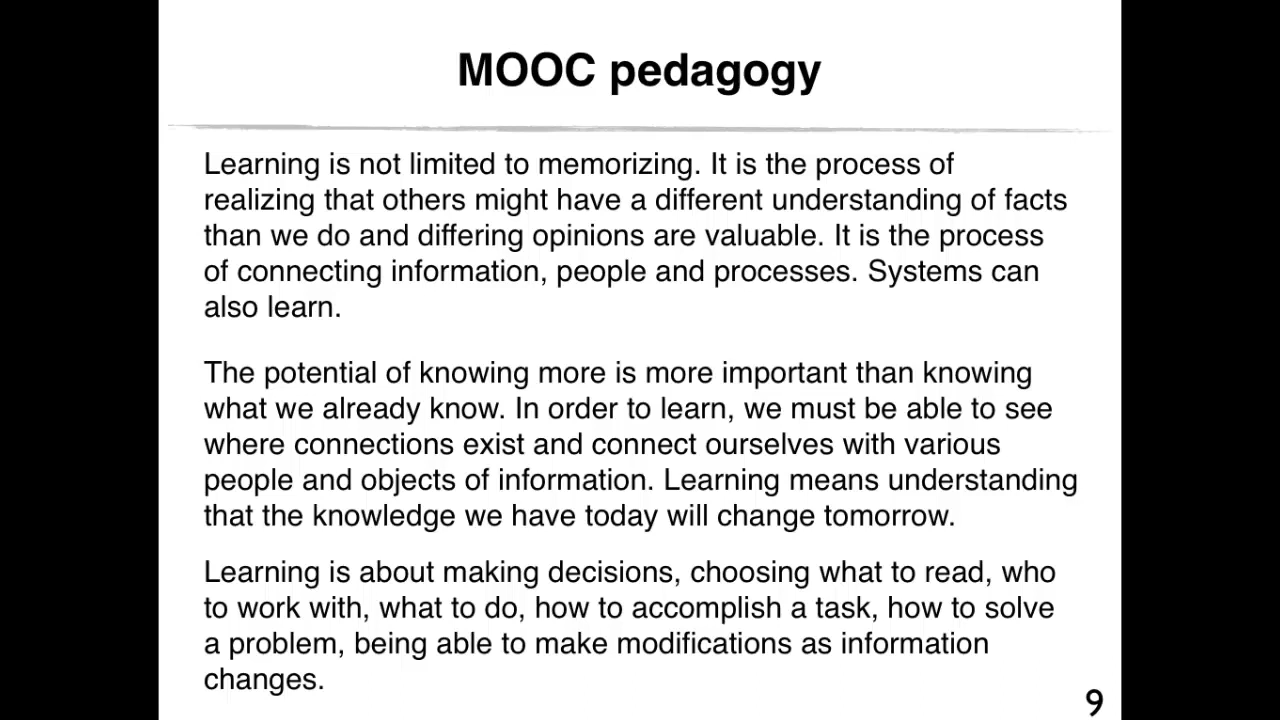 MOOC pedagogy
Learning is not limited to memorizing. It is the process of
realizing that others might have a different understanding of facts
than we do and differing opinions are valuable. It is the process
of connecting information, people and processes. Systems can
also learn.
The potential of knowing more is more important than knowing
what we already know. In order to learn, we must be able to see
where connections exist and connect ourselves with various
people and objects of information. Learning means understanding
that the knowledge we have today will change tomorrow.
Learning is about making decisions, choosing what to read, who
to work with, what to do, how to accomplish a task, how to solve
a problem, being able to make modifications as information
changes.
9